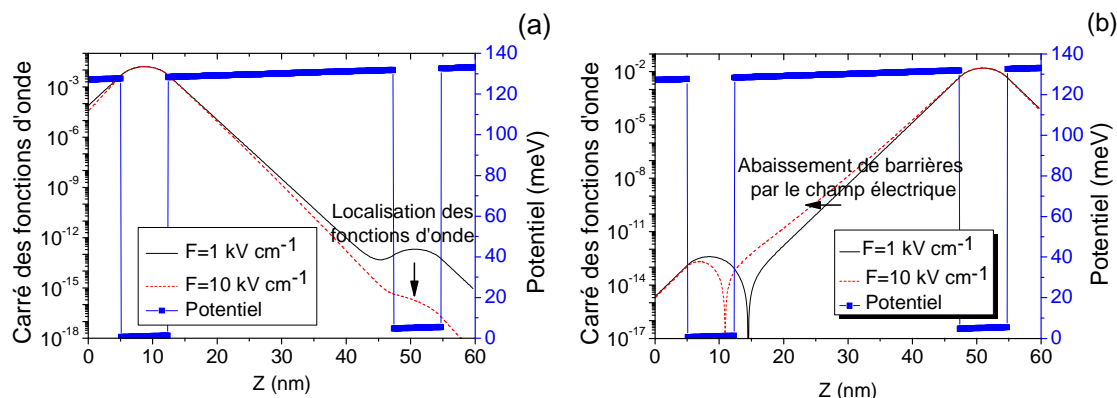 (a)
Carré des fonctions d'onde
10⁻³
10⁻⁶
10⁻⁹
10⁻¹²
10⁻¹⁵
10⁻¹⁸
0 10 20 30 40 50 60
Z (nm)
140
120
100
80
60
40
20
0
Potentiel (meV)
Localisation des
fonctions d'onde
F=1 kV cm⁻¹
F=10 kV cm⁻¹
Potentiel
(b)
Carré des fonctions d'onde
10⁻²
10⁻⁵
10⁻⁸
10⁻¹¹
10⁻¹⁴
10⁻¹⁷
0 10 20 30 40 50 60
Z (nm)
140
120
100
80
60
40
20
0
Potentiel (meV)
Abaissement de barrières
par le champ électrique
F=1 kV cm⁻¹
F=10 kV cm⁻¹
Potentiel